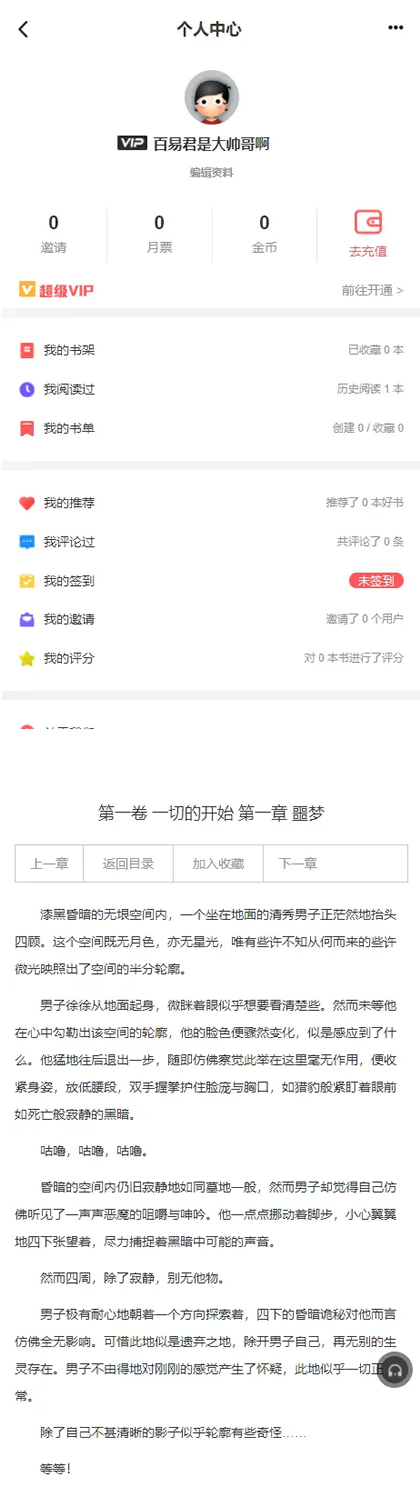 个人中心
VIP 百易君是大帅哥啊
编辑资料
0 0 0
邀请 月票 金币 去充值
超级VIP 前往开通 >
我的书架 已收藏 0 本
我阅读过 历史阅读 1 本
我的书单 创建 0 / 收藏 0
我的推荐 推荐了 0 本好书
我评论过 共评论了 0 条
我的签到 未签到
我的邀请 邀请了 0 个用户
我的评分 对 0 本书进行了评分
第一卷 一切的开始 第一章 噩梦
上一章 返回目录 加入收藏 下一章
漆黑昏暗的无垠空间内，一个坐在地面的清秀男子正茫然地抬头
四顾。这个空间既无月色，亦无星光，唯有些许不知从何而来的些许
微光映照出了空间的半分轮廓。
男子徐徐从地面起身，微眯着眼似乎想要看清楚些。然而未等他
在心中勾勒出该空间的轮廓，他的脸色便骤然变化，似是感应到了什
么。他猛地往后退出一步，随即仿佛察觉此举在这里毫无作用，便收
紧身姿，放低腰段，双手握拳护住脸庞与胸口，如猎豹般紧盯着眼前
如死亡般寂静的黑暗。
咕噜，咕噜，咕噜。
昏暗的空间内仍旧寂静地如同墓地一般，然而男子却觉得自己仿
佛听见了一声声恶魔的咀嚼与呻吟。他一点点挪动着脚步，小心翼翼
地四下张望着，尽力捕捉着黑暗中可能的声音。
然而四周，除了寂静，别无他物。
男子极有耐心地朝着一个方向探索着，四下的昏暗诡秘对他而言
仿佛全无影响。可惜此地似是遗弃之地，除开男子自己，再无别的生
灵存在。男子不由得地对刚刚的感觉产生了怀疑，此地似乎一切正
常。
除了自己不甚清晰的影子似乎轮廓有些奇怪……
等等！